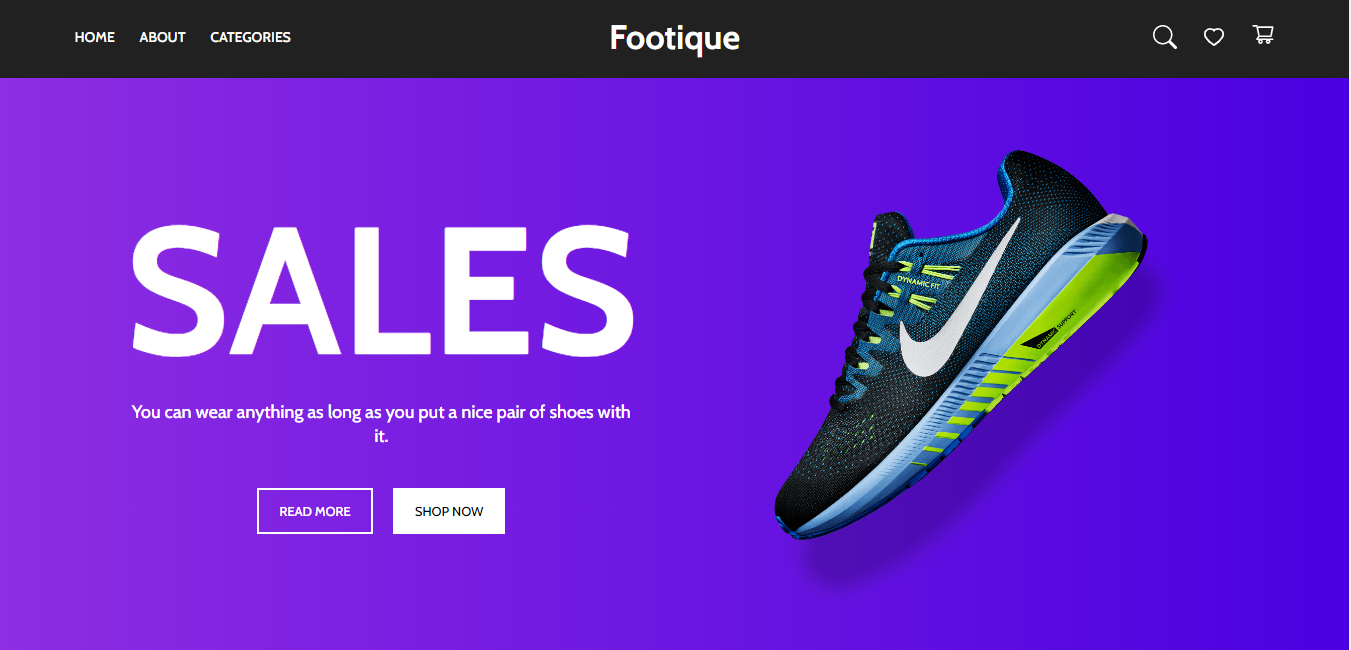 HOME ABOUT CATEGORIES Footique
SALES
You can wear anything as long as you put a nice pair of shoes with
it.
READ MORE SHOP NOW
DYNAMIC FIT
DYNAMIC SUPPORT